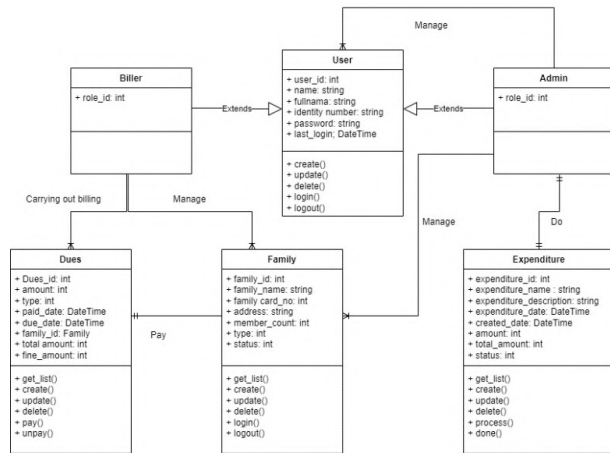 Manage
Biller
+ role_id: int
User
+ user_id: int
+ name: string
+ fullnama: string
+ identity number: string
+ password: string
+ last_login; DateTime
+ create()
+ update()
+ delete()
+ login()
+ logout()
Admin
+ role_id: int
Extends
Extends
Carrying out billing
Manage
Manage
Do
Dues
+ Dues_id: int
+ amount: int
+ type: int
+ paid_date: DateTime
+ due_date: DateTime
+ family_id: Family
+ total amount: int
+ fine_amount: int
+ get_list()
+ create()
+ update()
+ delete()
+ pay()
+ unpay()
Pay
Family
+ family_id: int
+ family_name: string
+ family card_no: int
+ address: string
+ member_count: int
+ type: int
+ status: int
+ get_list()
+ create()
+ update()
+ delete()
+ login()
+ logout()
Expenditure
+ expenditure_id: int
+ expenditure_name : string
+ expenditure_description: string
+ expenditure_date: DateTime
+ created_date: DateTime
+ amount: int
+ total_amount: int
+ status: int
+ get_list()
+ create()
+ update()
+ delete()
+ process()
+ done()